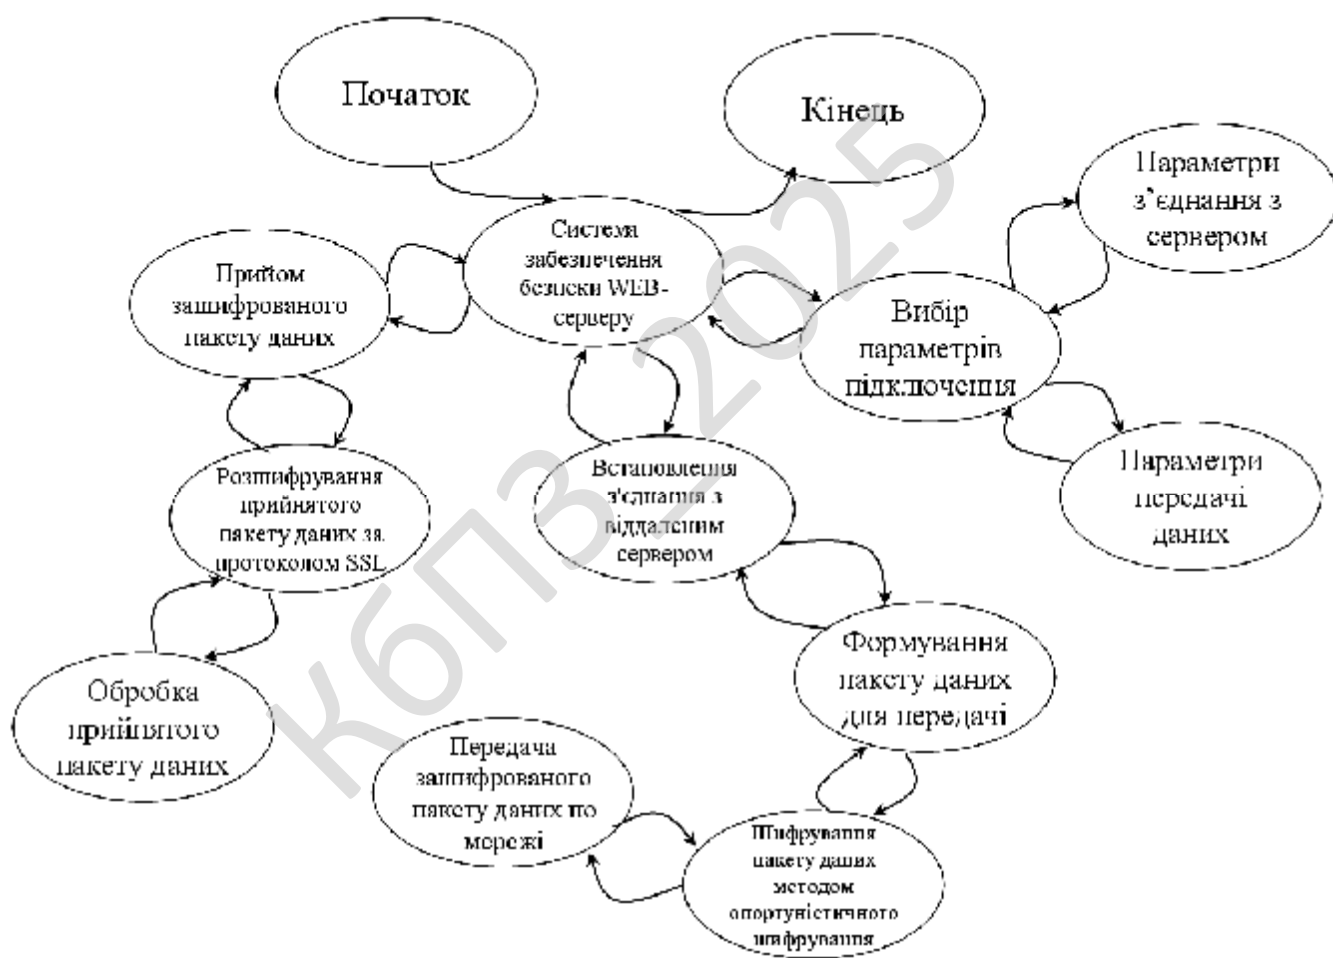 Початок
Кінець
Параметри
з’єднання з
сервером
Система
забезпечення
безпеки WEB-
серверу
Прийом
зашифрованого
пакету даних
Вибір
параметрів
підключення
Розшифрування
прийнятого
пакету даних за
протоколом SSL
Встановлення
з'єднання з
віддаленим
сервером
Параметри
передачі
даних
Формування
пакету даних
для передачі
Обробка
прийнятого
пакету даних
Передача
зашифрованого
пакету даних по
мережі
Шифрування
пакету даних
методом
опортуністичного
шифрування
КбПЗ_2025